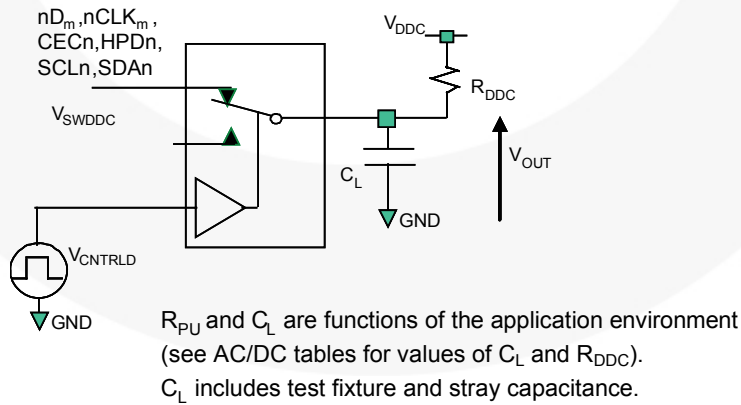 nDm,nCLKm,
CECn,HPDn,
SCLn,SDAn
VSWDDC
VDDC
RDDC
VOUT
CL
GND
VCNTRLD
GND
RPU and CL are functions of the application environment
(see AC/DC tables for values of CL and RDDC).
CL includes test fixture and stray capacitance.